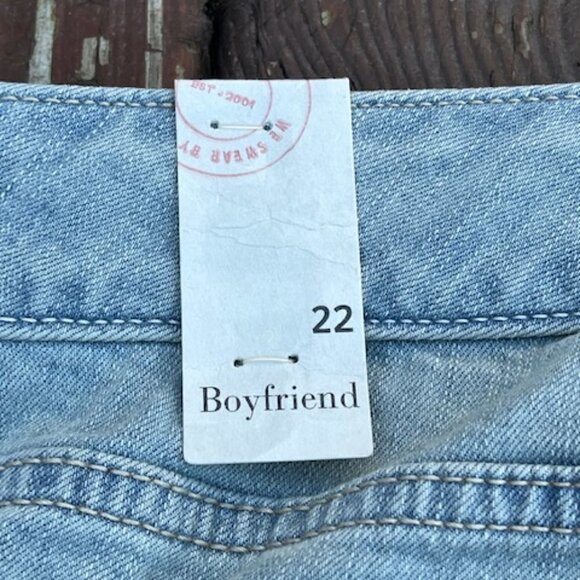 EST • 2001
WE SWEAR BY
22
Boyfriend